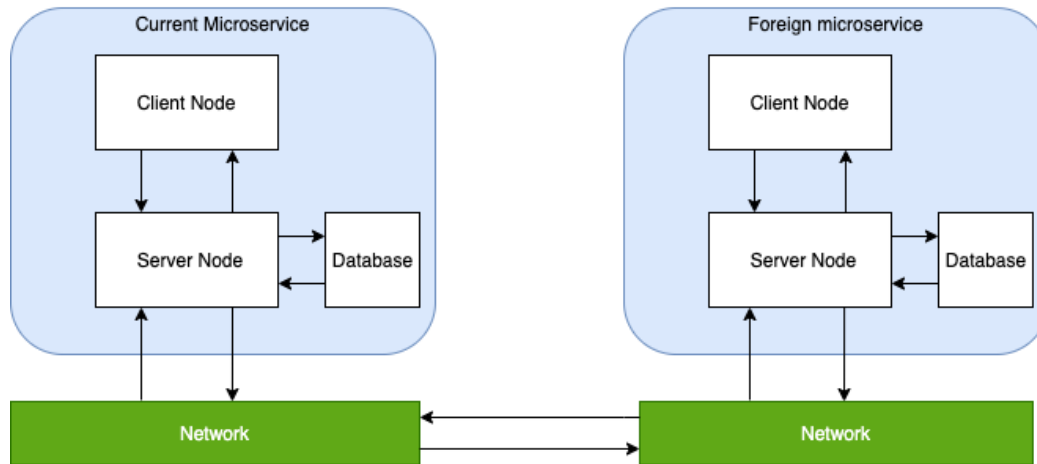 Current Microservice
Client Node
Server Node
Database
Network
Foreign microservice
Client Node
Server Node
Database
Network